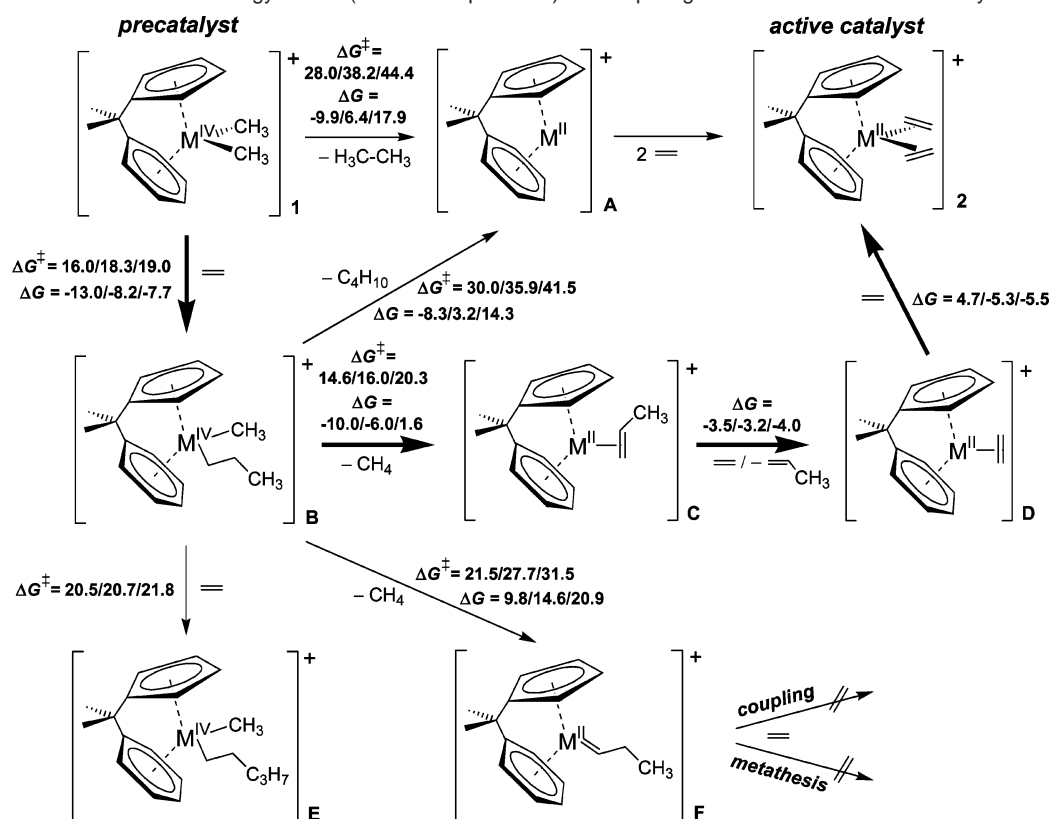 precatalyst
active catalyst
ΔG‡=
28.0/38.2/44.4
ΔG =
-9.9/6.4/17.9
– H₃C-CH₃
+
M^IV
CH₃
CH₃
1
+
M^II
A
2
+
M^II
2
ΔG‡= 16.0/18.3/19.0
ΔG = -13.0/-8.2/-7.7
– C₄H₁₀
ΔG‡= 30.0/35.9/41.5
ΔG = -8.3/3.2/14.3
ΔG = 4.7/-5.3/-5.5
+
M^IV
CH₃
CH₃
B
ΔG‡=
14.6/16.0/20.3
ΔG =
-10.0/-6.0/1.6
– CH₄
+
CH₃
M^II
C
ΔG =
-3.5/-3.2/-4.0
/ –
CH₃
+
M^II
D
ΔG‡= 20.5/20.7/21.8
– CH₄
ΔG‡= 21.5/27.7/31.5
ΔG = 9.8/14.6/20.9
+
M^IV
CH₃
C₃H₇
E
+
M^II
CH₃
F
coupling
metathesis